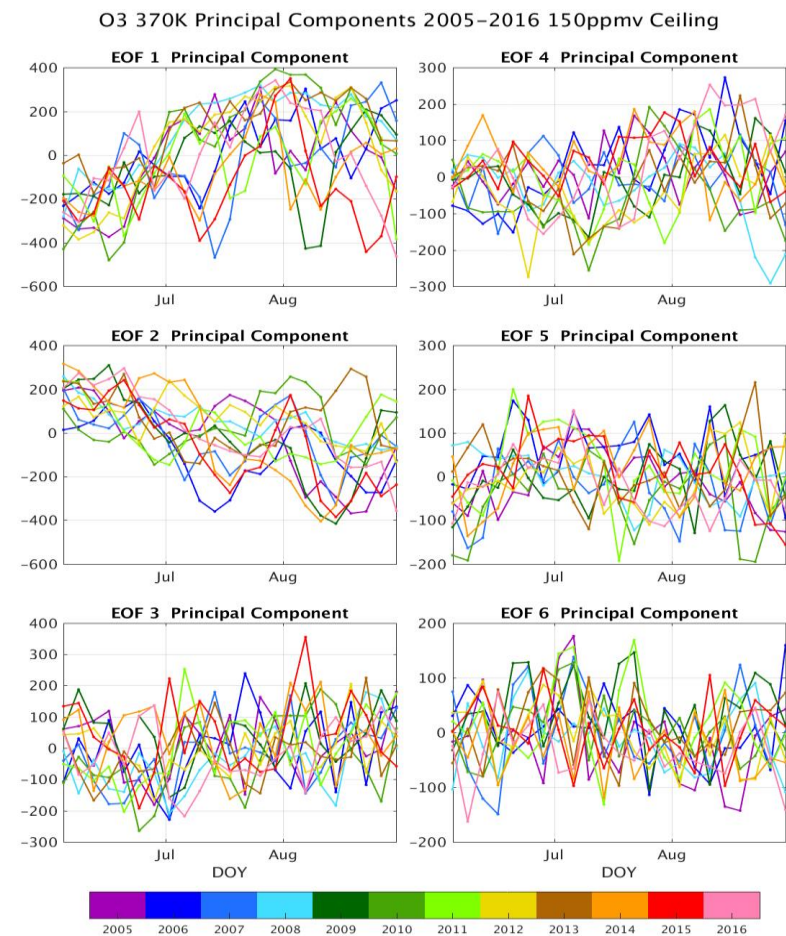 O3 370K Principal Components 2005–2016 150ppmv Ceiling
EOF 1 Principal Component
400
200
0
−200
−400
−600
Jul
Aug
EOF 4 Principal Component
300
200
100
0
−100
−200
−300
Jul
Aug
EOF 2 Principal Component
400
200
0
−200
−400
−600
Jul
Aug
EOF 5 Principal Component
300
200
100
0
−100
−200
Jul
Aug
EOF 3 Principal Component
400
300
200
100
0
−100
−200
−300
Jul
Aug
DOY
EOF 6 Principal Component
200
100
0
−100
−200
Jul
Aug
DOY
2005 2006 2007 2008 2009 2010 2011 2012 2013 2014 2015 2016